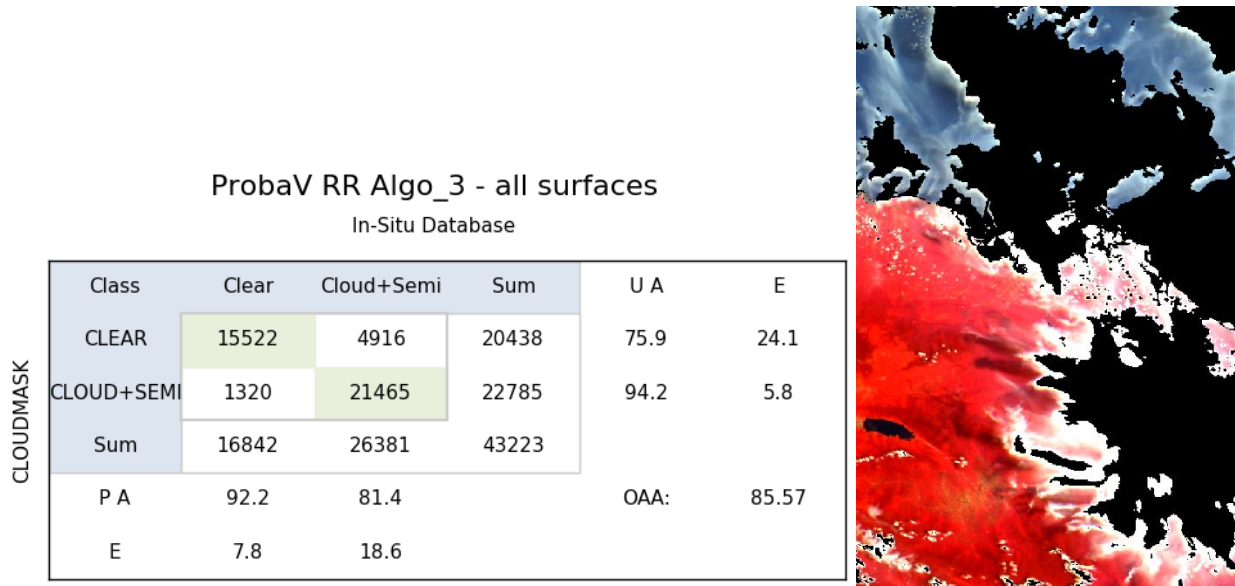 ProbaV RR Algo_3 - all surfaces
In-Situ Database
Class Clear Cloud+Semi Sum U A E
CLEAR 15522 4916 20438 75.9 24.1
CLOUD+SEMI 1320 21465 22785 94.2 5.8
Sum 16842 26381 43223
P A 92.2 81.4 OAA: 85.57
E 7.8 18.6
CLOUDMASK